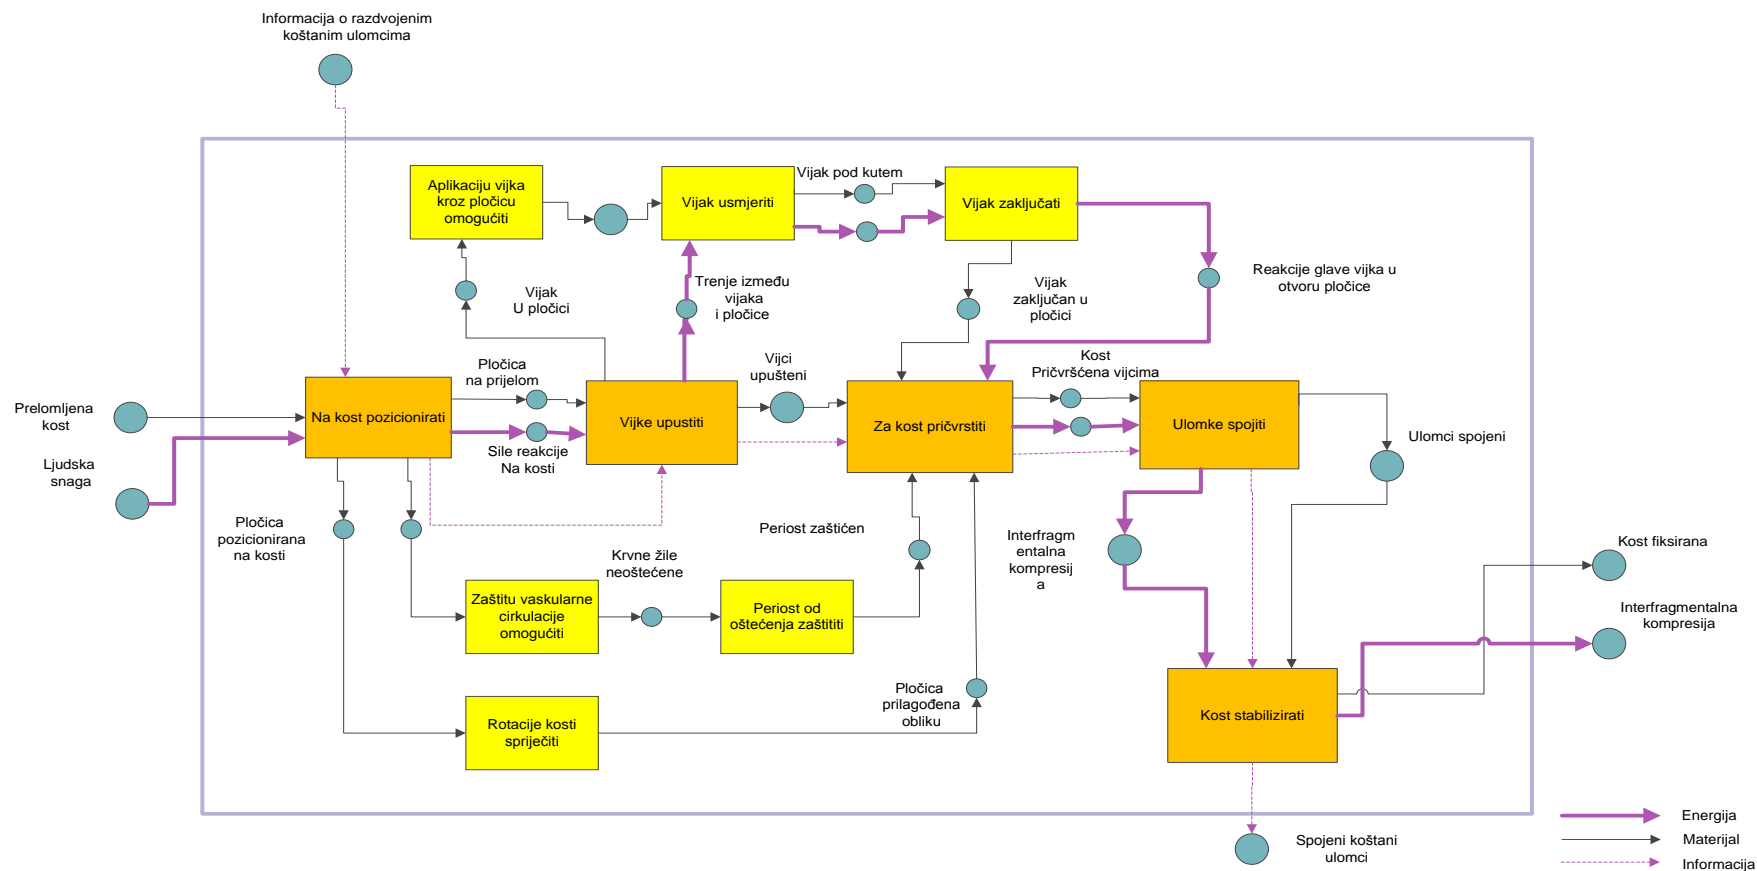 Informacija o razdvojenim
koštanim ulomcima
Aplikaciju vijka
kroz pločicu
omogućiti
Vijak usmjeriti
Vijak pod kutem
Vijak zaključati
Vijak
U pločici
Trenje između
vijaka
i pločice
Vijak
zaključan u
pločici
Reakcije glave vijka u
otvoru pločice
Prelomljena
kost
Na kost pozicionirati
Pločica
na prijelom
Sile reakcije
Na kosti
Vijke upustiti
Vijci
upušteni
Za kost pričvrstiti
Kost
Pričvršćena vijcima
Ulomke spojiti
Ulomci spojeni
Ljudska
snaga
Pločica
pozicionirana
na kosti
Krvne žile
neoštećene
Periost zaštićen
Interfragm
entalna
kompresij
a
Kost fiksirana
Zaštitu vaskularne
cirkulacije
omogućiti
Periost od
oštećenja zaštititi
Interfragmentalna
kompresija
Rotacije kosti
spriječiti
Pločica
prilagođena
obliku
Kost stabilizirati
Spojeni koštani
ulomci
Energija
Materijal
Informacija